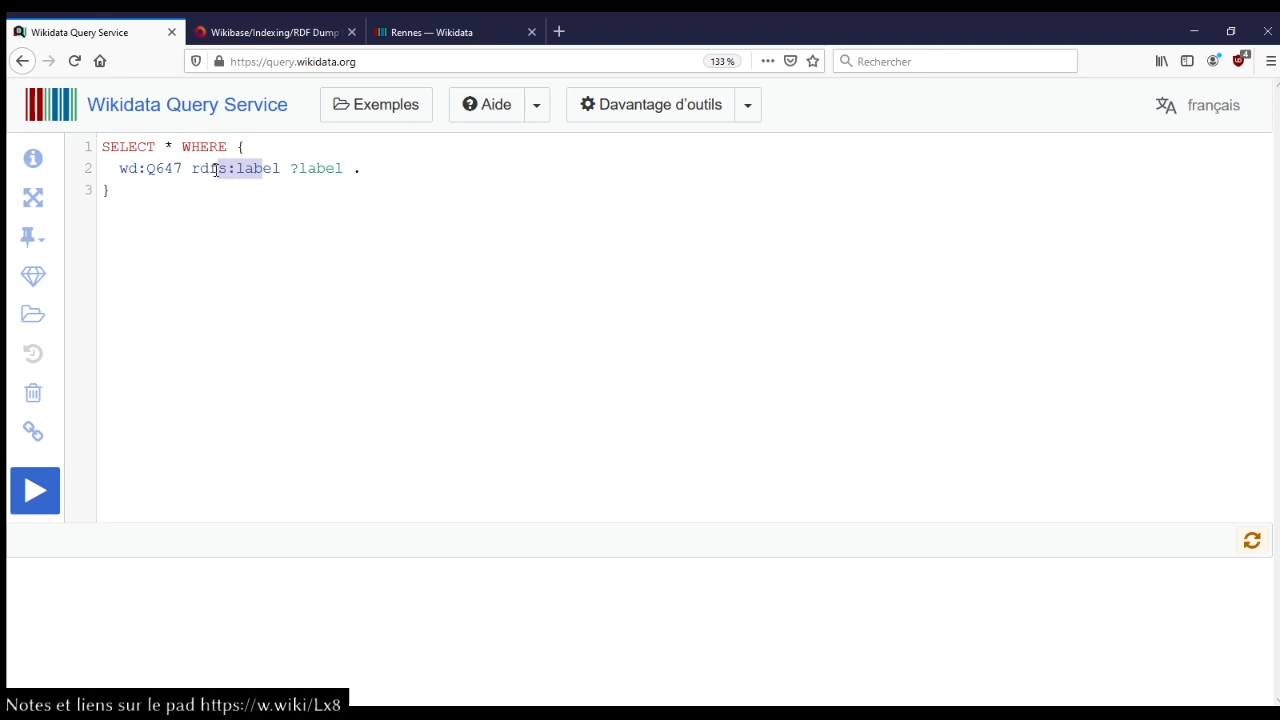 Wikidata Query Service
Wikibase/Indexing/RDF Dump
Rennes — Wikidata
https://query.wikidata.org
133 %
Rechercher
4
Wikidata Query Service
Exemples
Aide
Davantage d'outils
français
1 SELECT * WHERE {
2 wd:Q647 rdfs:label ?label .
3 }
Notes et liens sur le pad https://w.wiki/Lx8